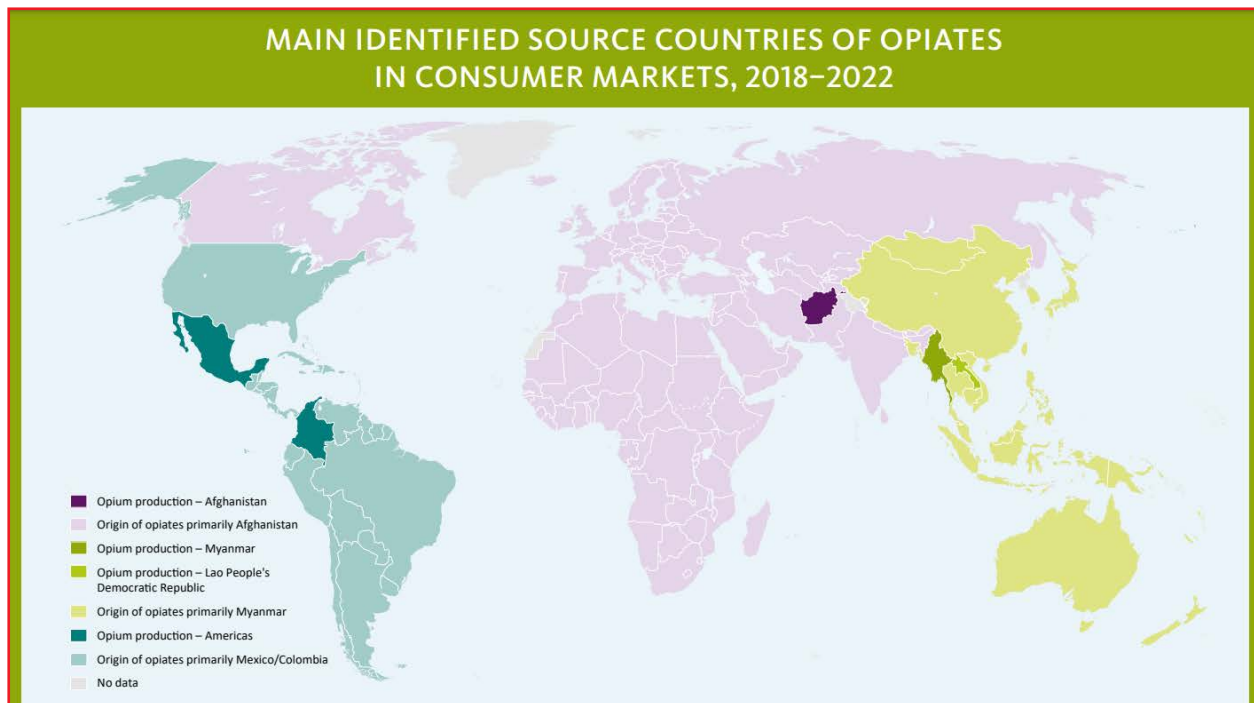 MAIN IDENTIFIED SOURCE COUNTRIES OF OPIATES
IN CONSUMER MARKETS, 2018–2022
Opium production – Afghanistan
Origin of opiates primarily Afghanistan
Opium production – Myanmar
Opium production – Lao People's
Democratic Republic
Origin of opiates primarily Myanmar
Opium production – Americas
Origin of opiates primarily Mexico/Colombia
No data